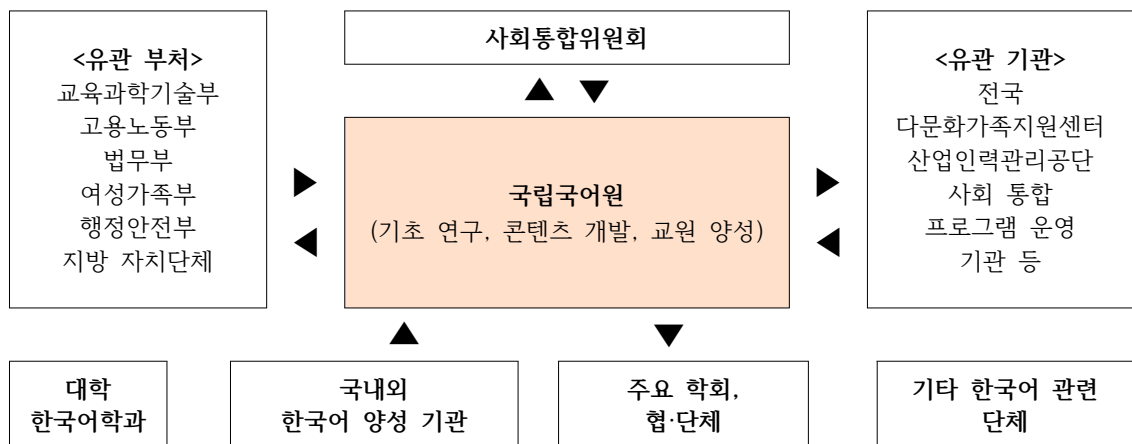 <유관 부처>
교육과학기술부
고용노동부
법무부
여성가족부
행정안전부
지방 자치단체
사회통합위원회
국립국어원
(기초 연구, 콘텐츠 개발, 교원 양성)
<유관 기관>
전국
다문화가족지원센터
산업인력관리공단
사회 통합
프로그램 운영
기관 등
대학
한국어학과
국내외
한국어 양성 기관
주요 학회,
협·단체
기타 한국어 관련
단체